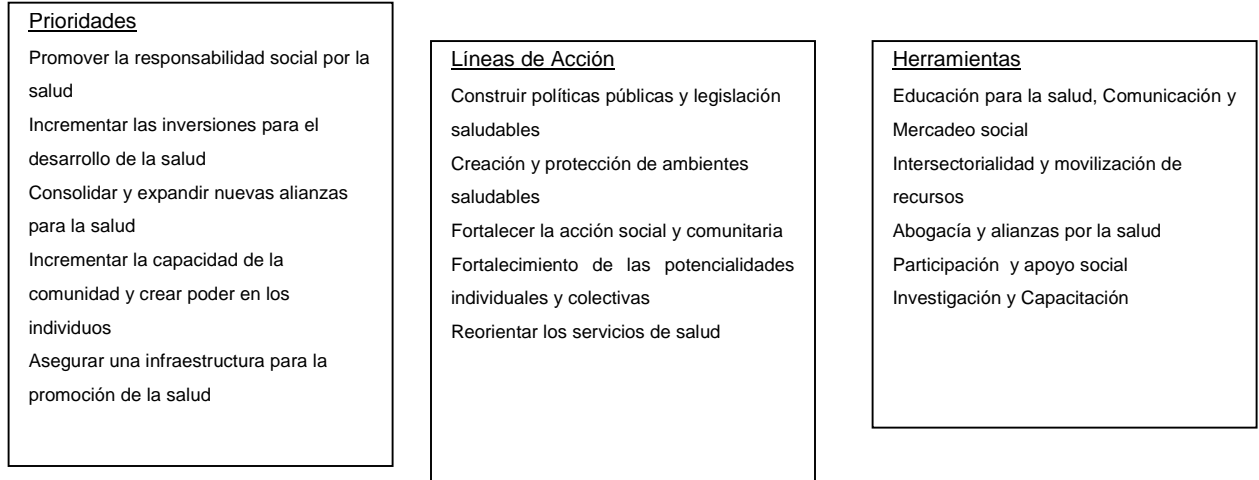 Prioridades
Promover la responsabilidad social por la
salud
Incrementar las inversiones para el
desarrollo de la salud
Consolidar y expandir nuevas alianzas
para la salud
Incrementar la capacidad de la
comunidad y crear poder en los
individuos
Asegurar una infraestructura para la
promoción de la salud
Líneas de Acción
Construir políticas públicas y legislación
saludables
Creación y protección de ambientes
saludables
Fortalecer la acción social y comunitaria
Fortalecimiento de las potencialidades
individuales y colectivas
Reorientar los servicios de salud
Herramientas
Educación para la salud, Comunicación y
Mercadeo social
Intersectorialidad y movilización de
recursos
Abogacía y alianzas por la salud
Participación y apoyo social
Investigación y Capacitación